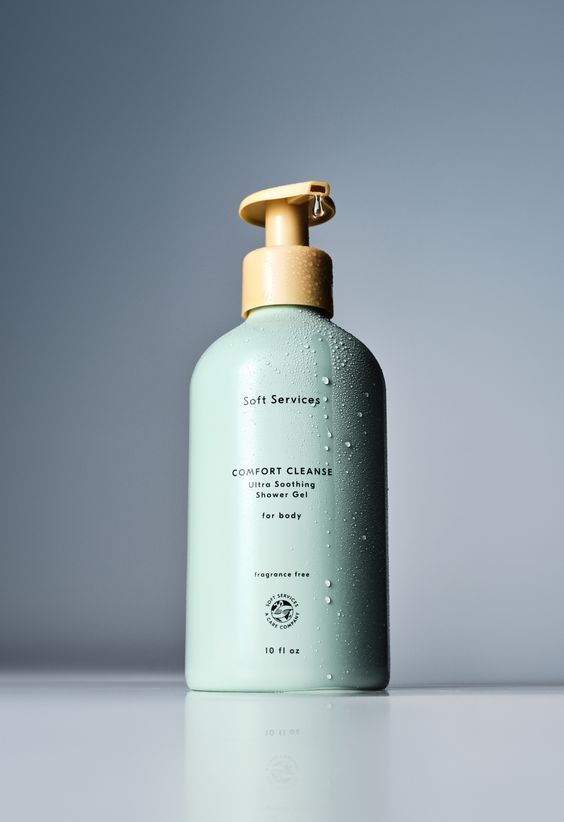 Soft Services
COMFORT CLEANSE
Ultra Soothing
Shower Gel
for body
fragrance free
SOFT SERVICES
A CARE COMPANY
10 fl oz